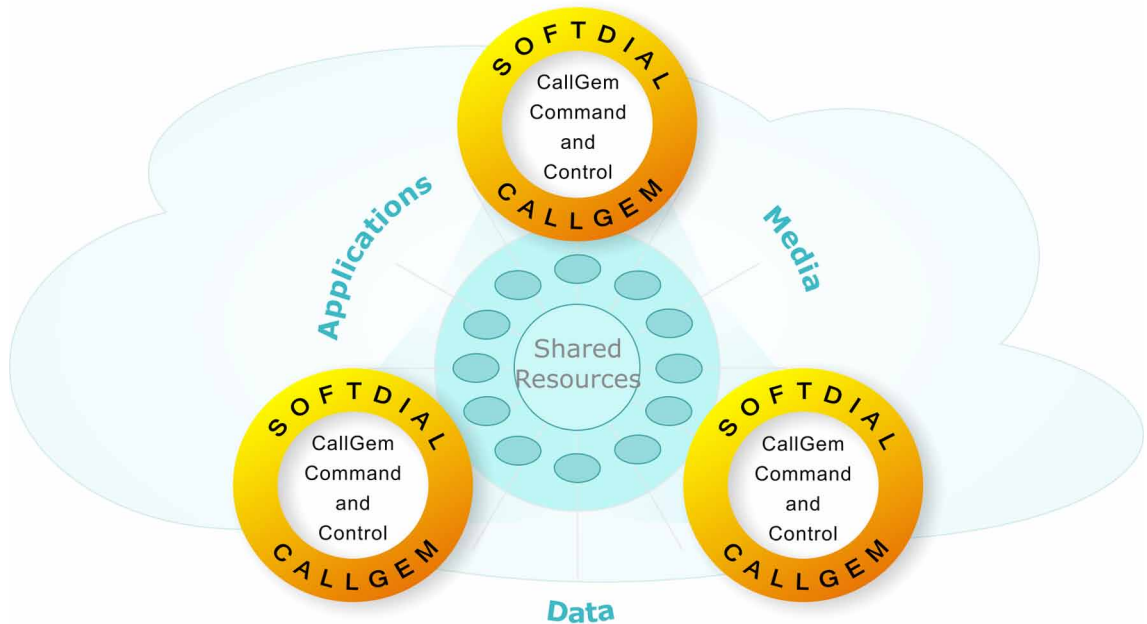 SOFTDIAL
CallGem
Command
and
Control
CALLGEM
Applications
Media
Shared
Resources
SOFTDIAL
CallGem
Command
and
Control
CALLGEM
SOFTDIAL
CallGem
Command
and
Control
CALLGEM
Data